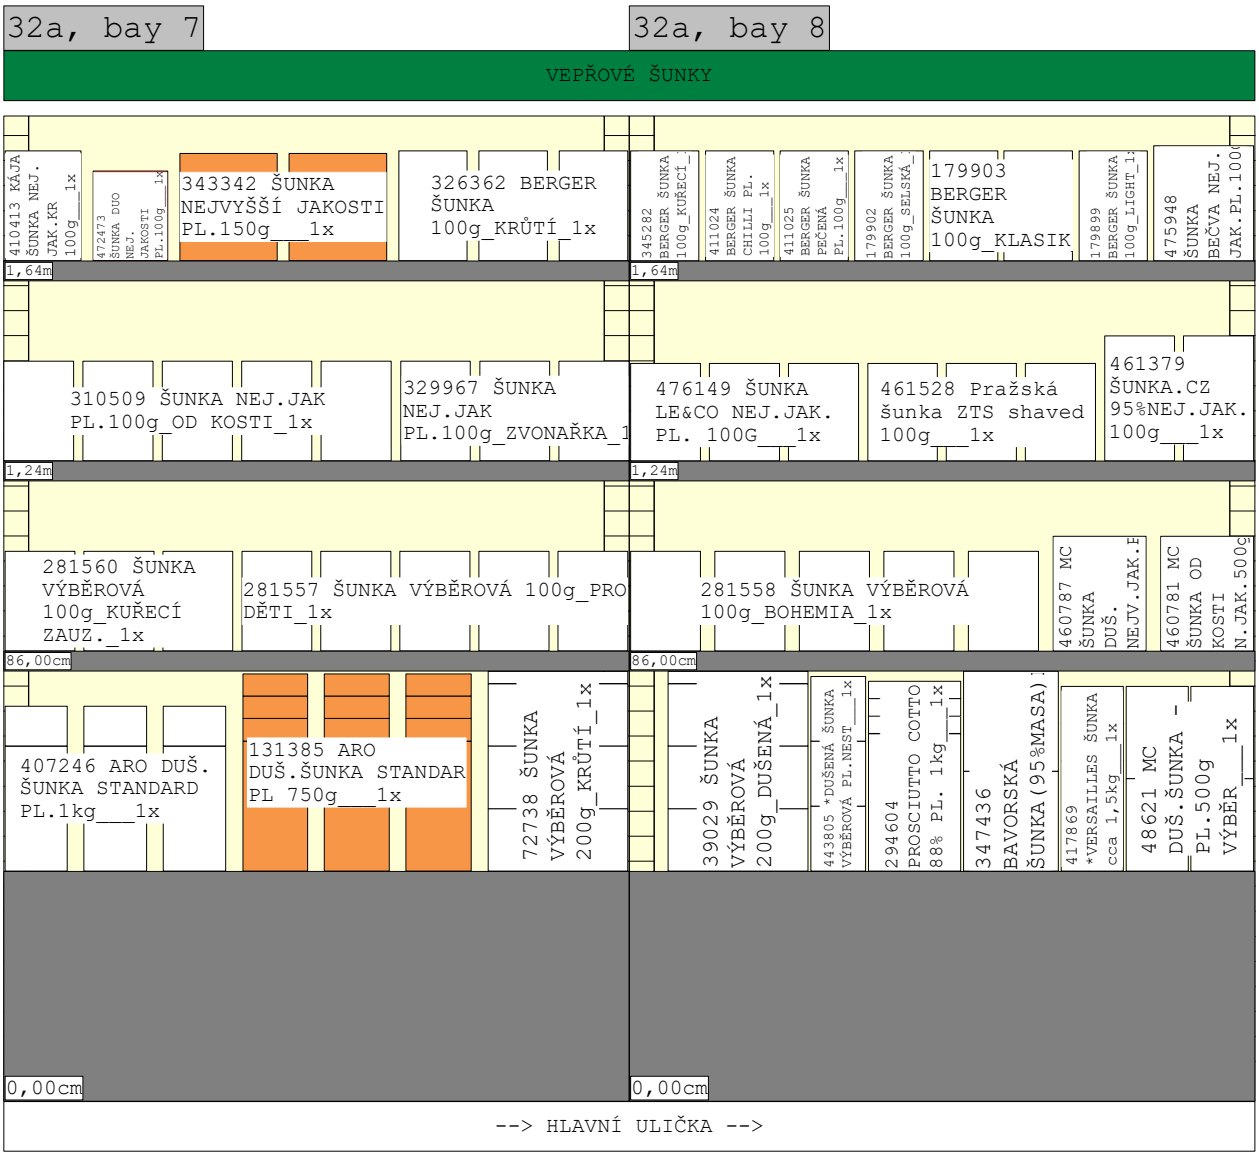 32a, bay 7
32a, bay 8
VEPŘOVÉ ŠUNKY
410413 KÁJA
ŠUNKA NEJ.
JAK.KR
100g___1x
472473
ŠUNKA DUO
NEJ.
JAKOSTI
PL.100g___1x
343342 ŠUNKA
NEJVYŠŠÍ JAKOSTI
PL.150g___1x
326362 BERGER
ŠUNKA
100g_KRŮTÍ_1x
345282
BERGER ŠUNKA
100g_KUŘECÍ_
411024
BERGER ŠUNKA
CHILLI PL.
100g___1x
411025
BERGER ŠUNKA
PEČENÁ
PL.100g___1x
179902
BERGER ŠUNKA
100g_SELSKÁ_
179903
BERGER
ŠUNKA
100g_KLASIK
179899
BERGER ŠUNKA
100g_LIGHT_1x
475948
ŠUNKA
BEČVA NEJ.
JAK.PL.100G
1,64m
1,64m
310509 ŠUNKA NEJ.JAK
PL.100g_OD KOSTI_1x
329967 ŠUNKA
NEJ.JAK
PL.100g_ZVONAŘKA_1
476149 ŠUNKA
LE&CO NEJ.JAK.
PL. 100G___1x
461528 Pražská
šunka ZTS shaved
100g___1x
461379
ŠUNKA.CZ
95%NEJ.JAK.
100g___1x
1,24m
1,24m
281560 ŠUNKA
VÝBĚROVÁ
100g_KUŘECÍ
ZAUZ._1x
281557 ŠUNKA VÝBĚROVÁ 100g_PRO
DĚTI_1x
281558 ŠUNKA VÝBĚROVÁ
100g_BOHEMIA_1x
460787 MC
ŠUNKA
DUŠ.
NEJV.JAK.
460781 MC
ŠUNKA OD
KOSTI
N.JAK.500g
86,00cm
86,00cm
407246 ARO DUŠ.
ŠUNKA STANDARD
PL.1kg___1x
131385 ARO
DUŠ.ŠUNKA STANDAR
PL 750g___1x
72738 ŠUNKA
VÝBĚROVÁ
200g_KRŮTÍ_1x
39029 ŠUNKA
VÝBĚROVÁ
200g_DUŠENÁ_1x
443805 *DUŠENÁ ŠUNKA
VÝBĚROVÁ PL.NEST___1x
294604
PROSCIUTTO COTTO
88% PL. 1kg___1x
347436
BAVORSKÁ
ŠUNKA(95%MASA)
417869
*VERSAILLES ŠUNKA
cca 1,5kg__1x
48621 MC
DUŠ.ŠUNKA -
PL.500g
VÝBĚR___1x
0,00cm
0,00cm
--> HLAVNÍ ULIČKA -->